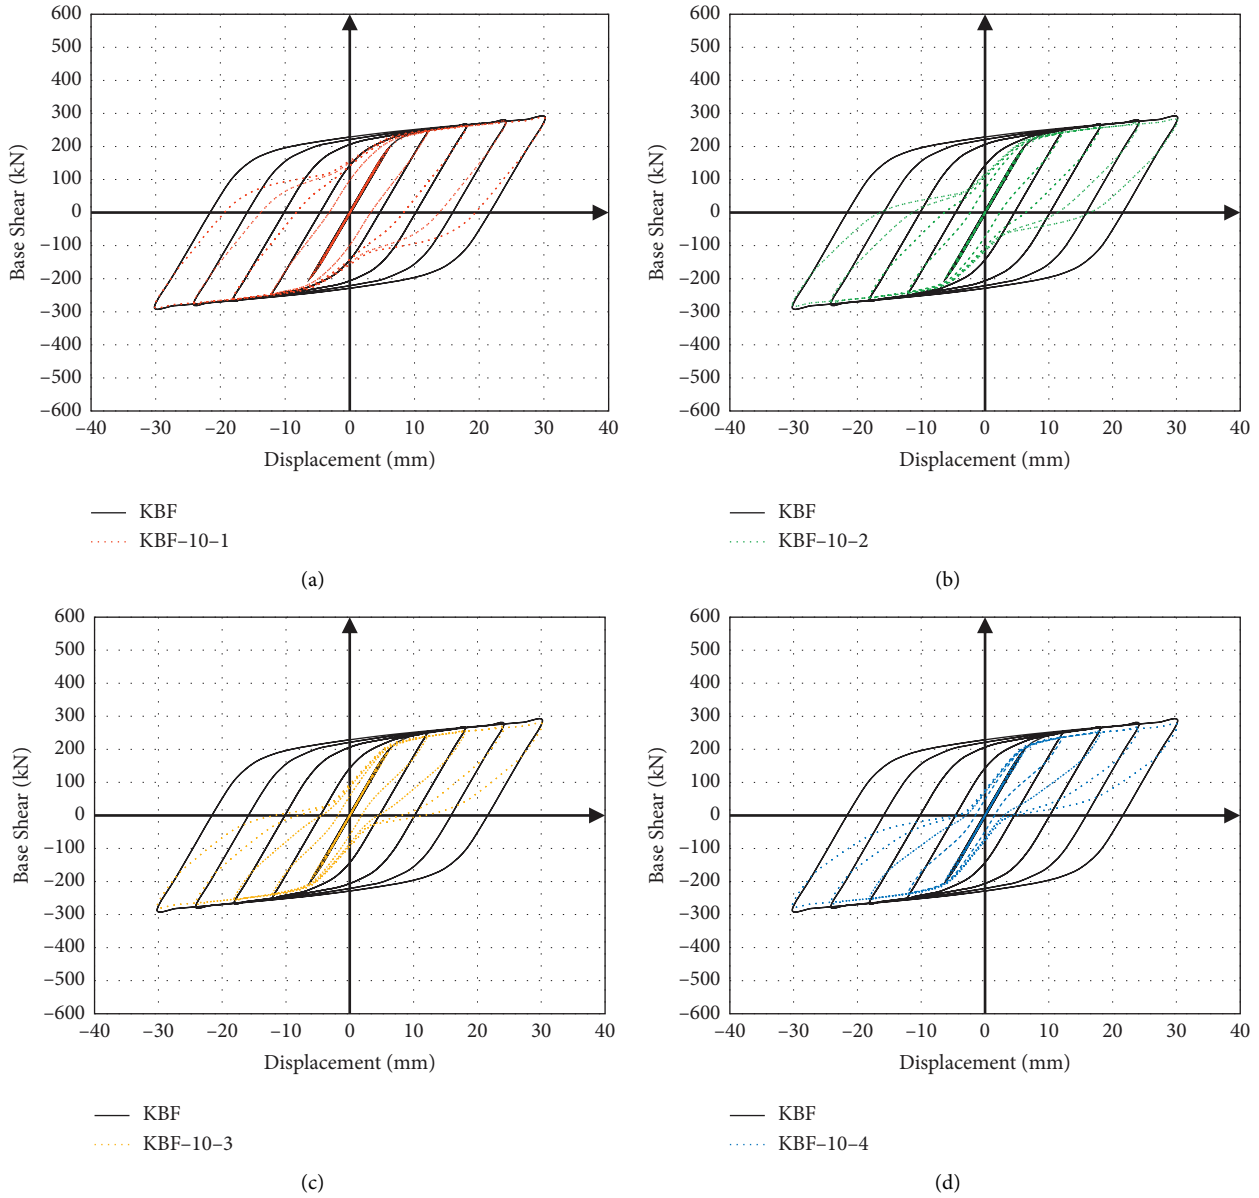 600
500
400
300
200
100
0
–100
–200
–300
–400
–500
–600
Base Shear (kN)
–40 –30 –20 –10 0 10 20 30 40
Displacement (mm)
KBF
KBF–10–1
(a)
600
500
400
300
200
100
0
–100
–200
–300
–400
–500
–600
Base Shear (kN)
–40 –30 –20 –10 0 10 20 30 40
Displacement (mm)
KBF
KBF–10–2
(b)
600
500
400
300
200
100
0
–100
–200
–300
–400
–500
–600
Base Shear (kN)
–40 –30 –20 –10 0 10 20 30 40
Displacement (mm)
KBF
KBF–10–3
(c)
600
500
400
300
200
100
0
–100
–200
–300
–400
–500
–600
Base Shear (kN)
–40 –30 –20 –10 0 10 20 30 40
Displacement (mm)
KBF
KBF–10–4
(d)